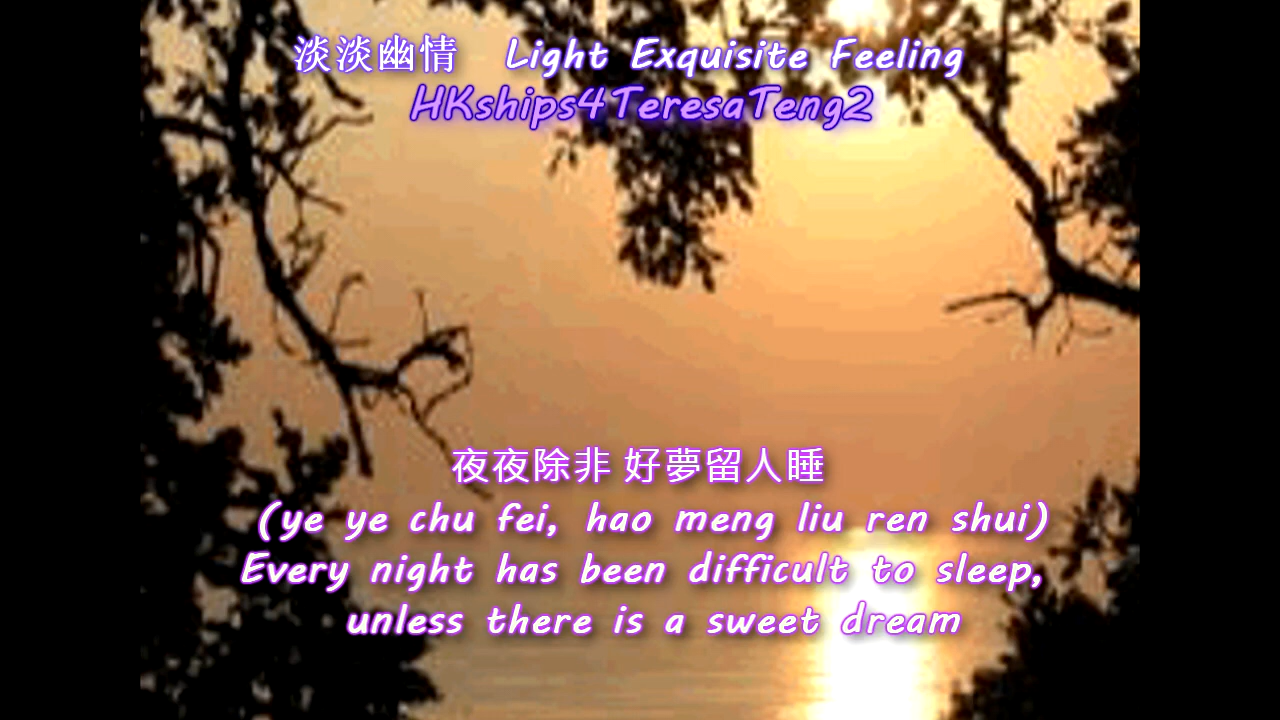 淡淡幽情 Light Exquisite Feeling
HKships4TeresaTeng2
夜夜除非 好夢留人睡
(ye ye chu fei, hao meng liu ren shui)
Every night has been difficult to sleep,
unless there is a sweet dream